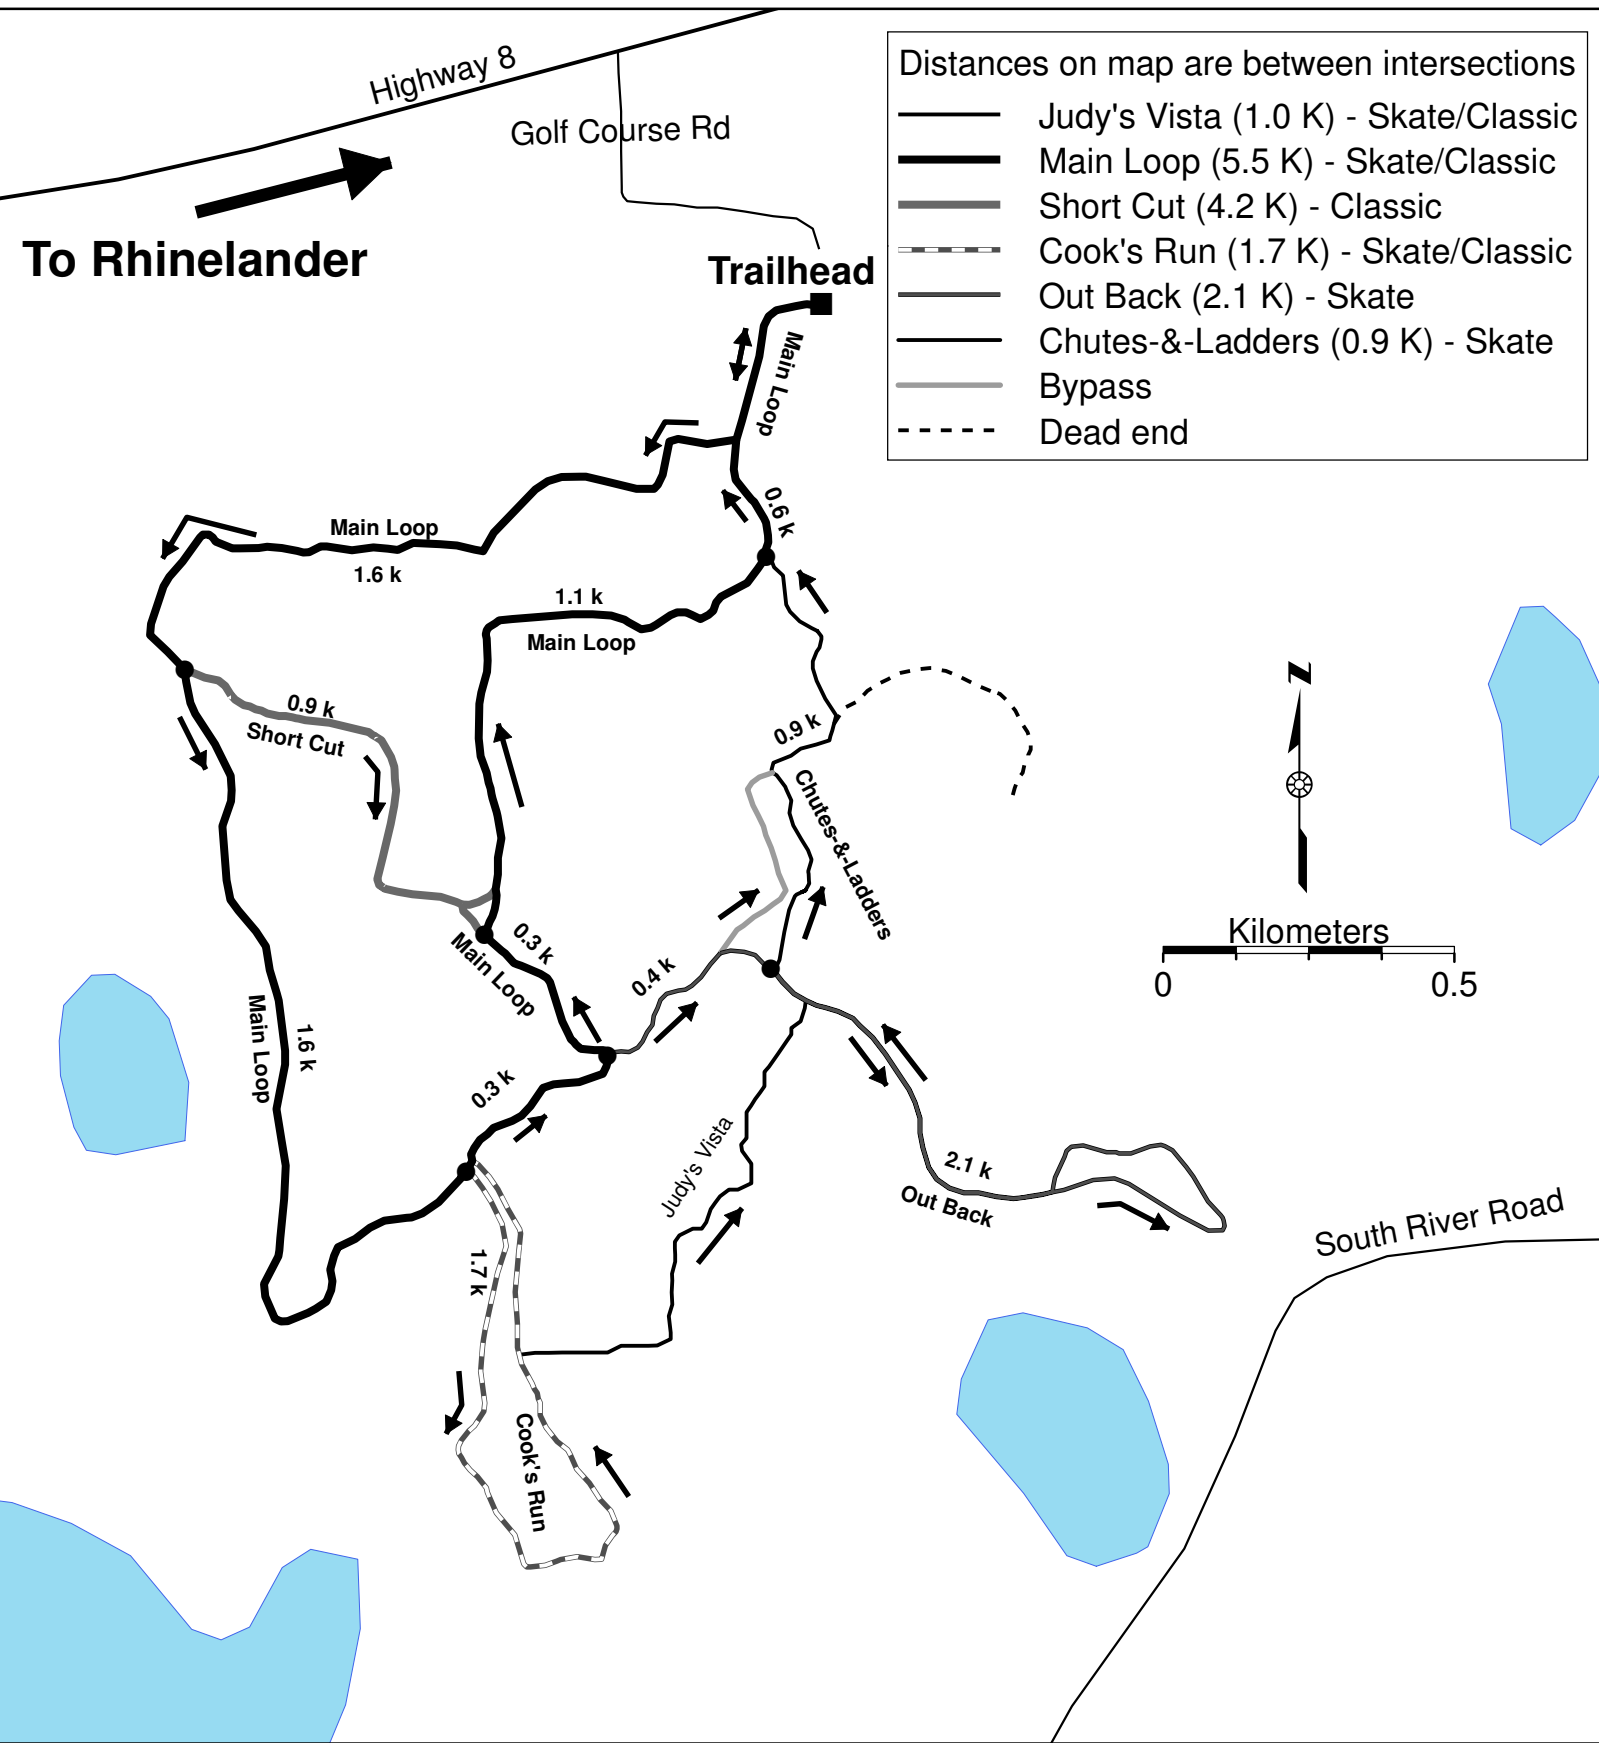 Highway 8
Golf Course Rd
To Rhinelander
Trailhead
Distances on map are between intersections
Judy's Vista (1.0 K) - Skate/Classic
Main Loop (5.5 K) - Skate/Classic
Short Cut (4.2 K) - Classic
Cook's Run (1.7 K) - Skate/Classic
Out Back (2.1 K) - Skate
Chutes-&-Ladders (0.9 K) - Skate
Bypass
Dead end
Main Loop
0.6 k
Main Loop
1.6 k
1.1 k
Main Loop
0.9 k
Short Cut
0.9 k
Chutes-&-Ladders
N
Kilometers
0 0.5
0.3 k
Main Loop
0.4 k
Main Loop
1.6 k
0.3 k
Judy's Vista
2.1 k
Out Back
South River Road
1.7 k
Cook's Run